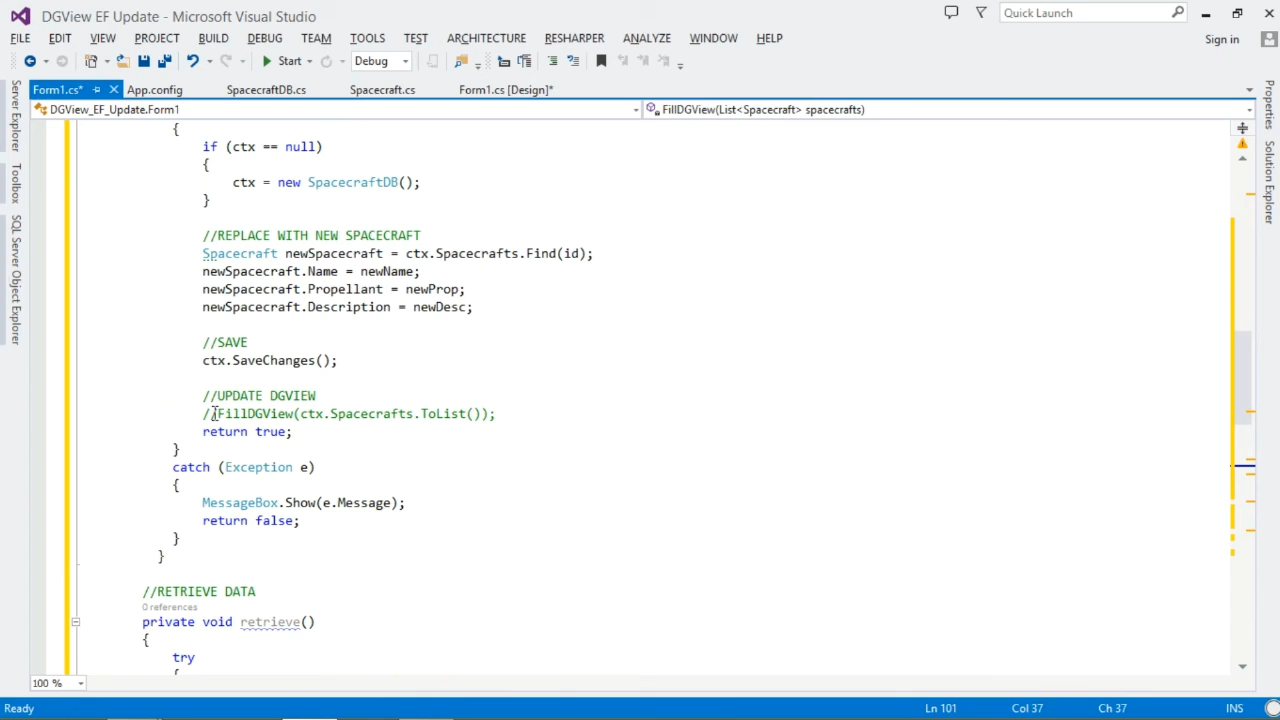 DGView EF Update - Microsoft Visual Studio
Quick Launch
FILE EDIT VIEW PROJECT BUILD DEBUG TEAM TOOLS TEST ARCHITECTURE RESHARPER ANALYZE WINDOW HELP
Sign in
Start Debug
Form1.cs* App.config SpacecraftDB.cs Spacecraft.cs Form1.cs [Design]*
DGView_EF_Update.Form1 FillDGView(List<Spacecraft> spacecrafts)
Server Explorer
Toolbox
SQL Server Object Explorer
Properties
Solution Explorer
{
if (ctx == null)
{
ctx = new SpacecraftDB();
}
//REPLACE WITH NEW SPACECRAFT
Spacecraft newSpacecraft = ctx.Spacecrafts.Find(id);
newSpacecraft.Name = newName;
newSpacecraft.Propellant = newProp;
newSpacecraft.Description = newDesc;
//SAVE
ctx.SaveChanges();
//UPDATE DGVIEW
//FillDGView(ctx.Spacecrafts.ToList());
return true;
}
catch (Exception e)
{
MessageBox.Show(e.Message);
return false;
}
}
//RETRIEVE DATA
0 references
private void retrieve()
{
try
{
100 %
Ready Ln 101 Col 37 Ch 37 INS